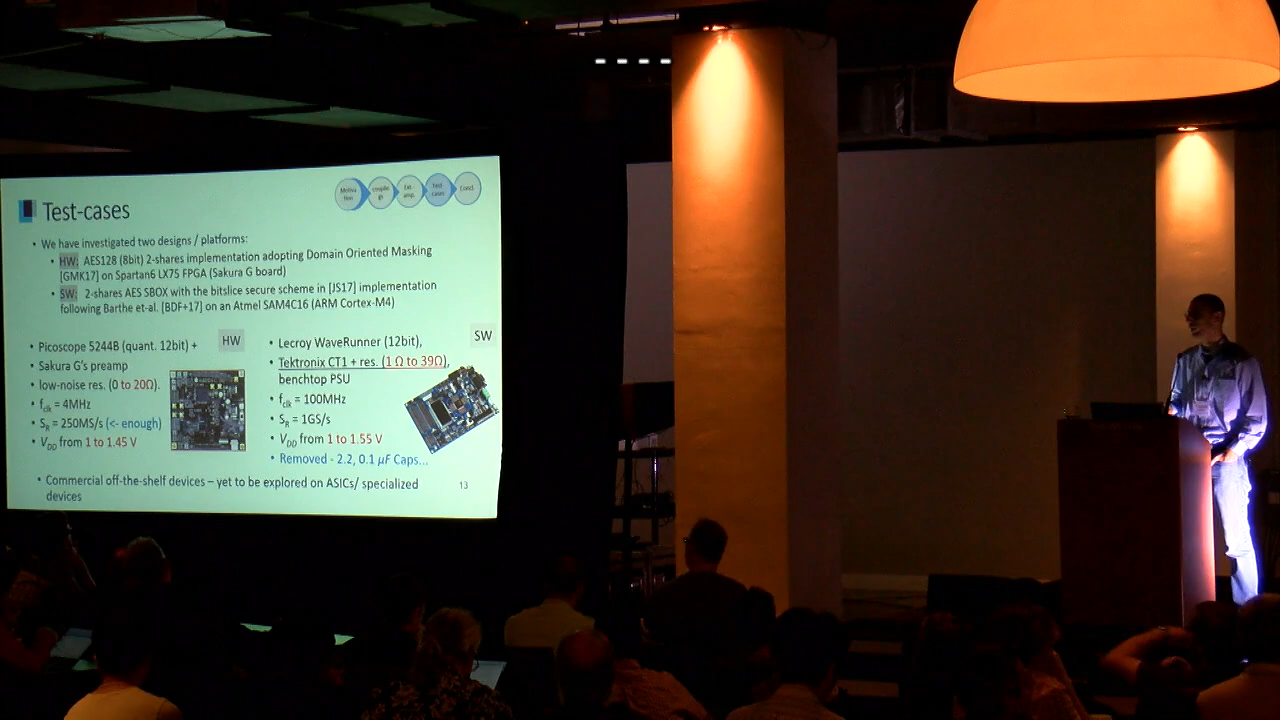 Motiva tion
Test cases
Concl.
Test-cases
• We have investigated two designs / platforms:
• HW: AES128 (8bit) 2-shares implementation adopting Domain Oriented Masking
[GMK17] on Spartan6 LX75 FPGA (Sakura G board)
• SW: 2-shares AES SBOX with the bitslice secure scheme in [JS17] implementation
following Barthe et-al. [BDF+17] on an Atmel SAM4C16 (ARM Cortex-M4)
HW
• Picoscope 5244B (quant. 12bit) +
• Sakura G's preamp
• low-noise res. (0 to 20Ω).
• fclk = 4MHz
• SR = 250MS/s (<- enough)
• VDD from 1 to 1.45 V
SW
• Lecroy WaveRunner (12bit),
• Tektronix CT1 + res. (1 Ω to 39Ω),
benchtop PSU
• fclk = 100MHz
• SR = 1GS/s
• VDD from 1 to 1.55 V
• Removed - 2.2, 0.1 μF Caps...
• Commercial off-the-shelf devices – yet to be explored on ASICs/ specialized
devices
13